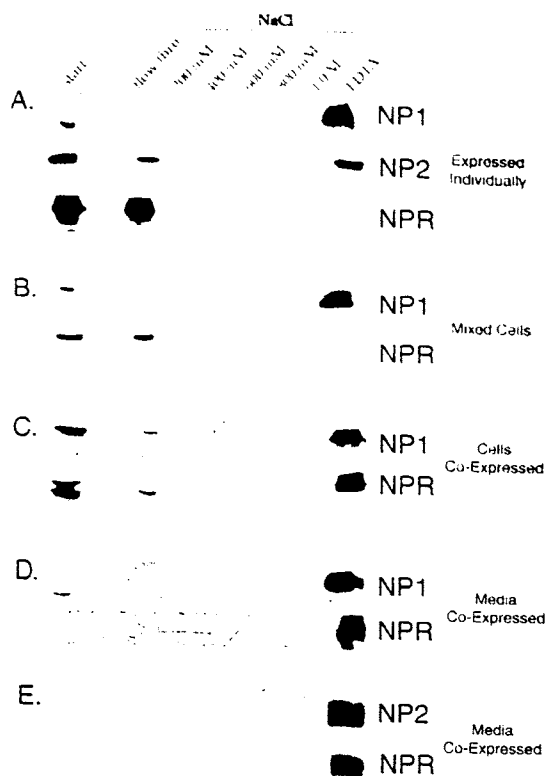 NaCl
EDTA
A.
NP1
NP2
Expressed
Individually
NPR
B.
NP1
Mixed Cells
NPR
C.
NP1
Cells
Co-Expressed
NPR
D.
NP1
Media
Co-Expressed
NPR
E.
NP2
Media
Co-Expressed
NPR